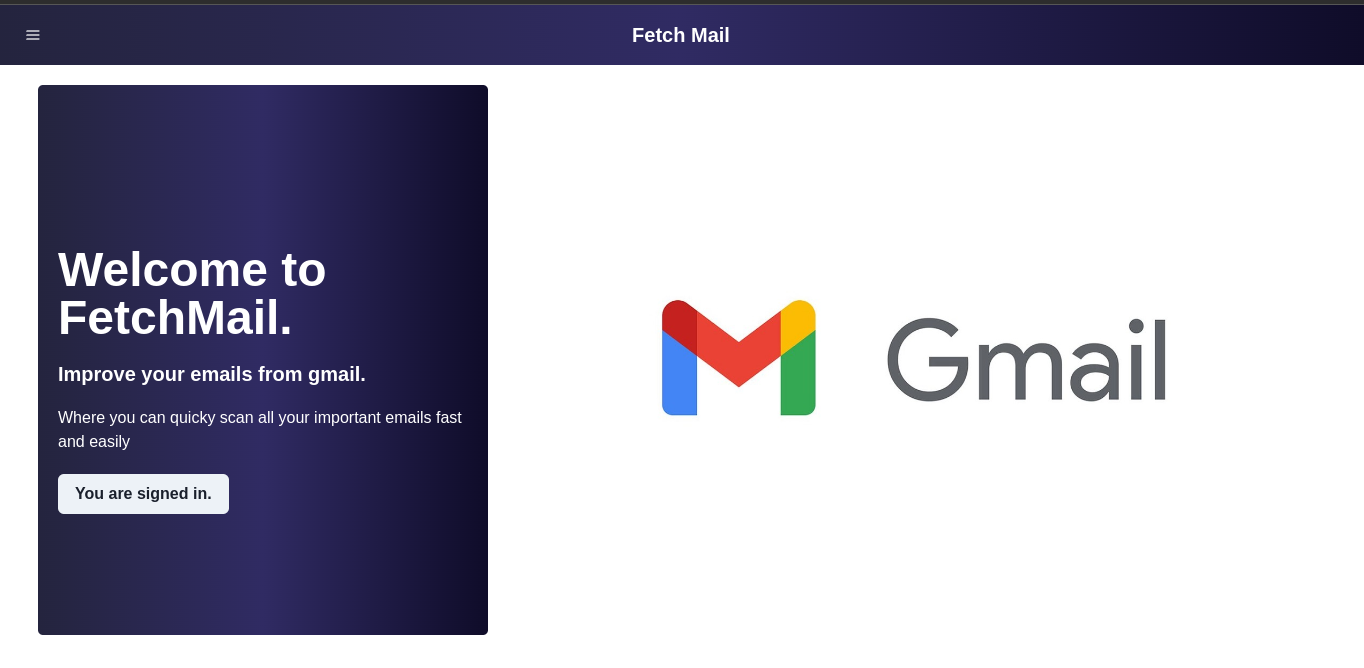 Fetch Mail
Welcome to
FetchMail.
Improve your emails from gmail.
Where you can quicky scan all your important emails fast
and easily
You are signed in.
Gmail